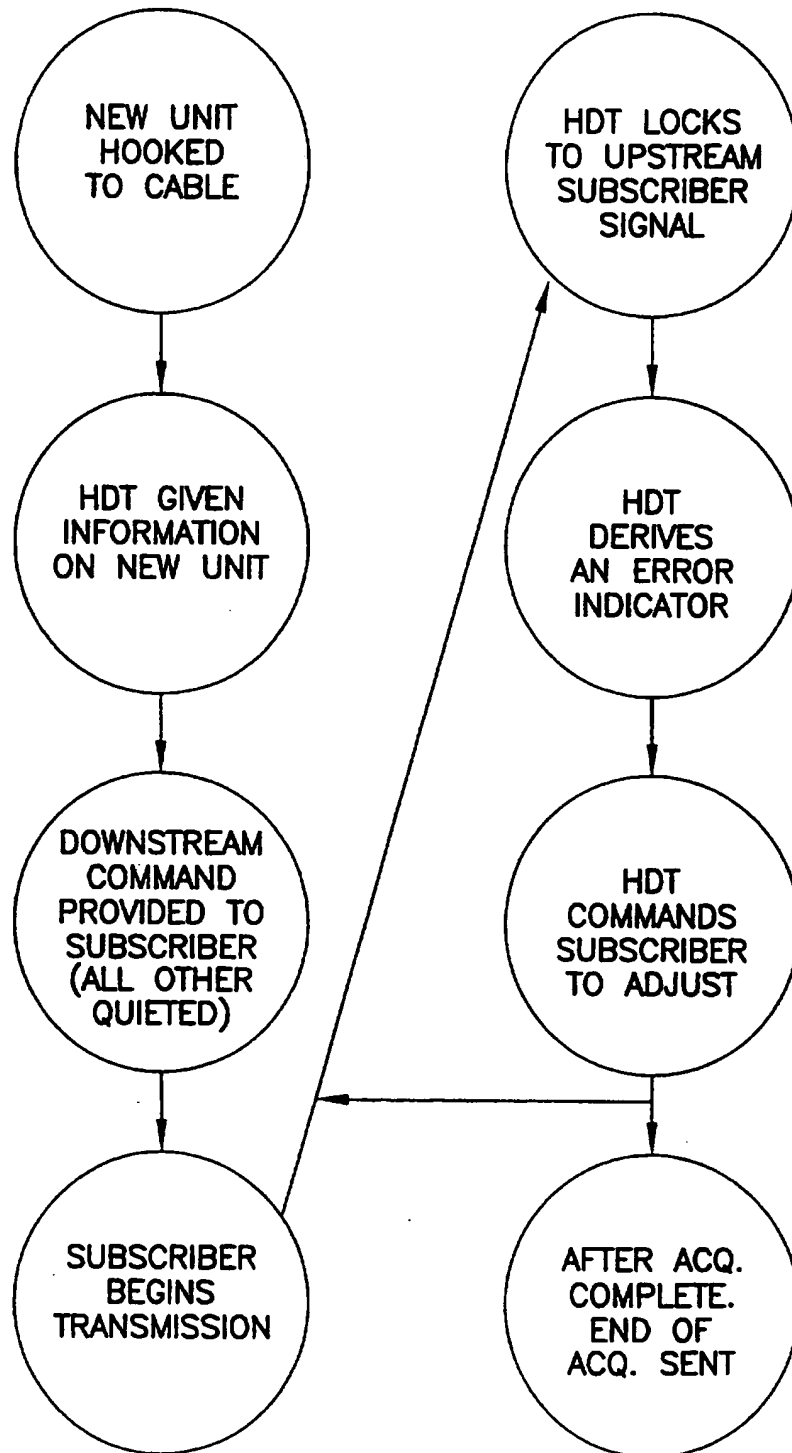 NEW UNIT
HOOKED
TO CABLE
HDT GIVEN
INFORMATION
ON NEW UNIT
DOWNSTREAM
COMMAND
PROVIDED TO
SUBSCRIBER
(ALL OTHER
QUIETED)
SUBSCRIBER
BEGINS
TRANSMISSION
HDT LOCKS
TO UPSTREAM
SUBSCRIBER
SIGNAL
HDT
DERIVES
AN ERROR
INDICATOR
HDT
COMMANDS
SUBSCRIBER
TO ADJUST
AFTER ACQ.
COMPLETE.
END OF
ACQ. SENT